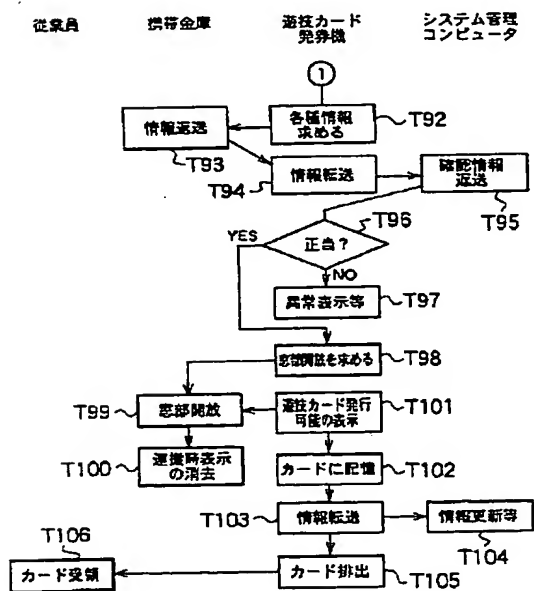 従業員
携帯金庫
遊技カード
発券機
システム管理
コンピュータ
1
各種情報
求める
T92
情報返送
T93
情報転送
T94
確認情報
返送
T95
正当?
T96
YES
NO
異常表示等
T97
窓部開放を求める
T98
T99
窓部開放
遊技カード発行
可能の表示
T101
T100
運搬時表示
の消去
カードに記憶
T102
T103
情報転送
情報更新等
T104
T106
カード受領
カード排出
T105